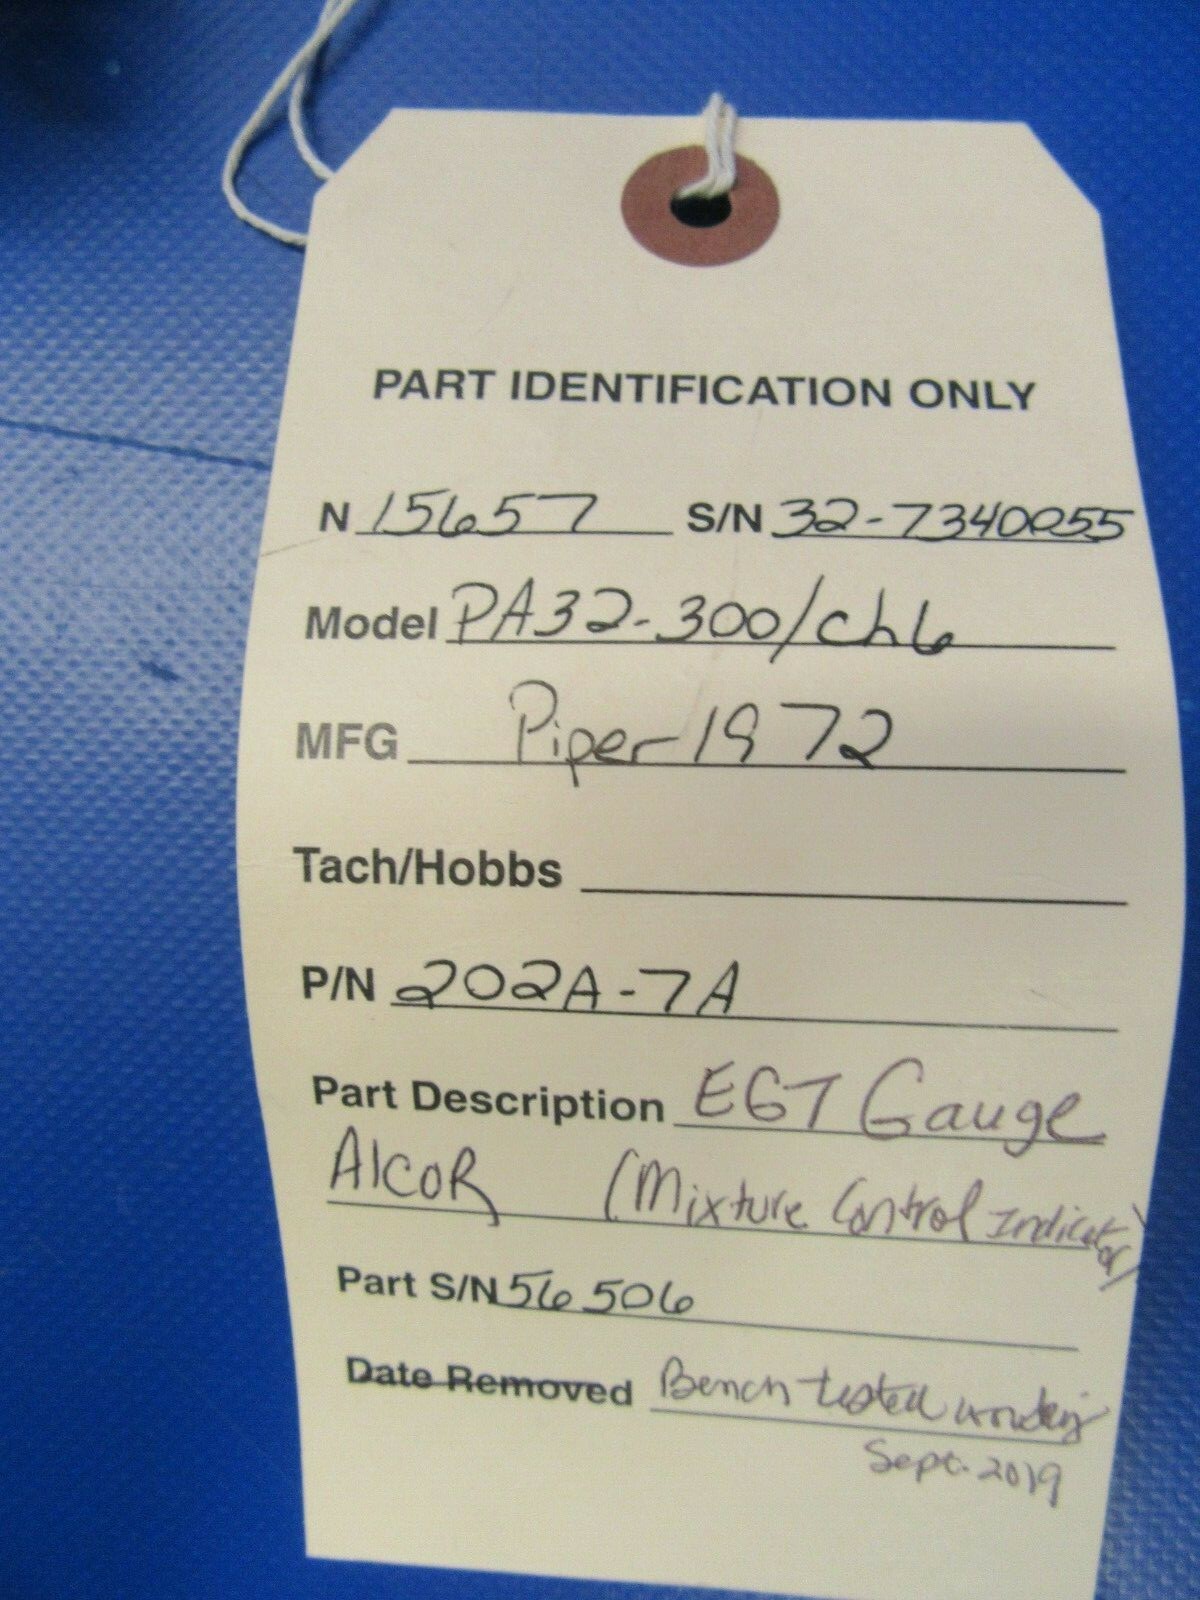 PART IDENTIFICATION ONLY
N 15657 S/N 32-7340055
Model PA32-300/ch6
MFG Piper 1972
Tach/Hobbs
P/N 202A-7A
Part Description EGT Gauge
Alcor (Mixture Control Indicator)
Part S/N 56506
Date Removed Bench tested working
Sept. 2019